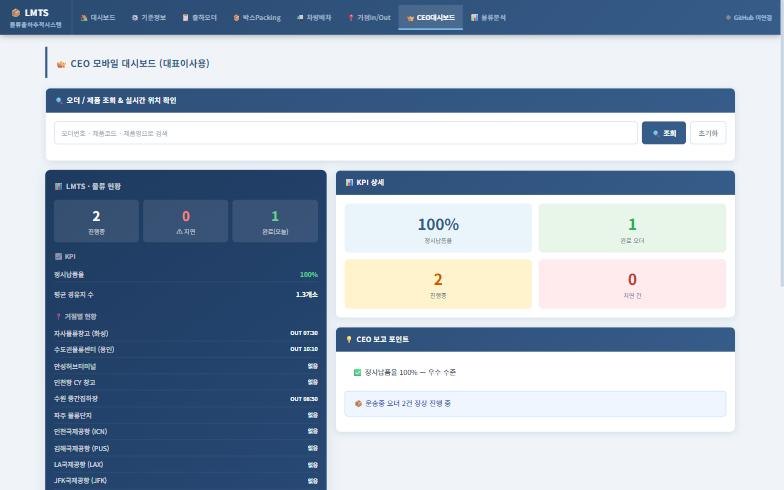 LMTS
물류출하추적시스템
대시보드
기준정보
출하오더
박스Packing
차량배차
거점In/Out
CEO대시보드
물류분석
GitHub 미연결
CEO 모바일 대시보드 (대표이사용)
오더 / 제품 조회 & 실시간 위치 확인
오더번호 · 제품코드 · 제품명으로 검색
조회
초기화
LMTS · 물류 현황
2
진행중
0
⚠ 지연
1
완료(오늘)
KPI
정시납품율 100%
평균 경유지 수 1.3개소
거점별 현황
자사물류창고 (화성) OUT 07:30
수도권물류센터 (용인) OUT 10:10
안성허브터미널 없음
인천항 CY 창고 없음
수원 중간집하장 OUT 08:30
파주 물류단지 없음
인천국제공항 (ICN) 없음
김해국제공항 (PUS) 없음
LA국제공항 (LAX) 없음
JFK국제공항 (JFK) 없음
KPI 상세
100%
정시납품율
1
완료 오더
2
진행중
0
지연 건
CEO 보고 포인트
정시납품율 100% — 우수 수준
운송중 오더 2건 정상 진행 중